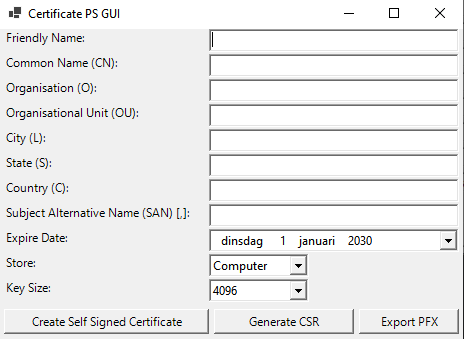 Certificate PS GUI
Friendly Name:
Common Name (CN):
Organisation (O):
Organisational Unit (OU):
City (L):
State (S):
Country (C):
Subject Alternative Name (SAN) [,]:
Expire Date: dinsdag 1 januari 2030
Store: Computer
Key Size: 4096
Create Self Signed Certificate Generate CSR Export PFX